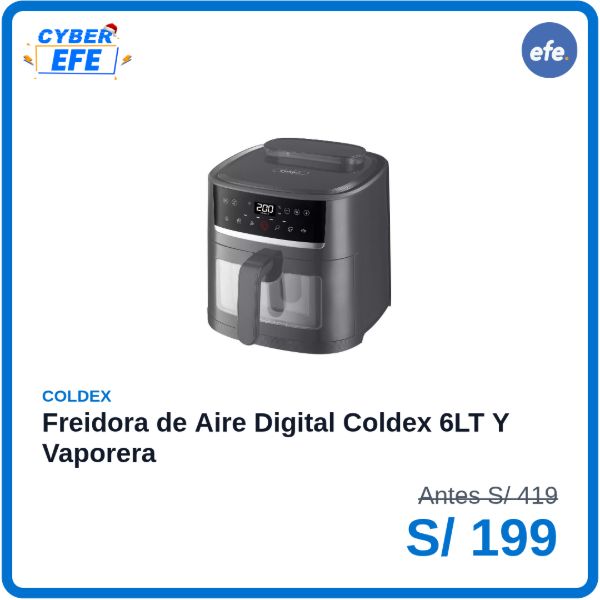 CYBER
EFE
efe.
200
COLDEX
Freidora de Aire Digital Coldex 6LT Y
Vaporera
Antes S/ 419
S/ 199